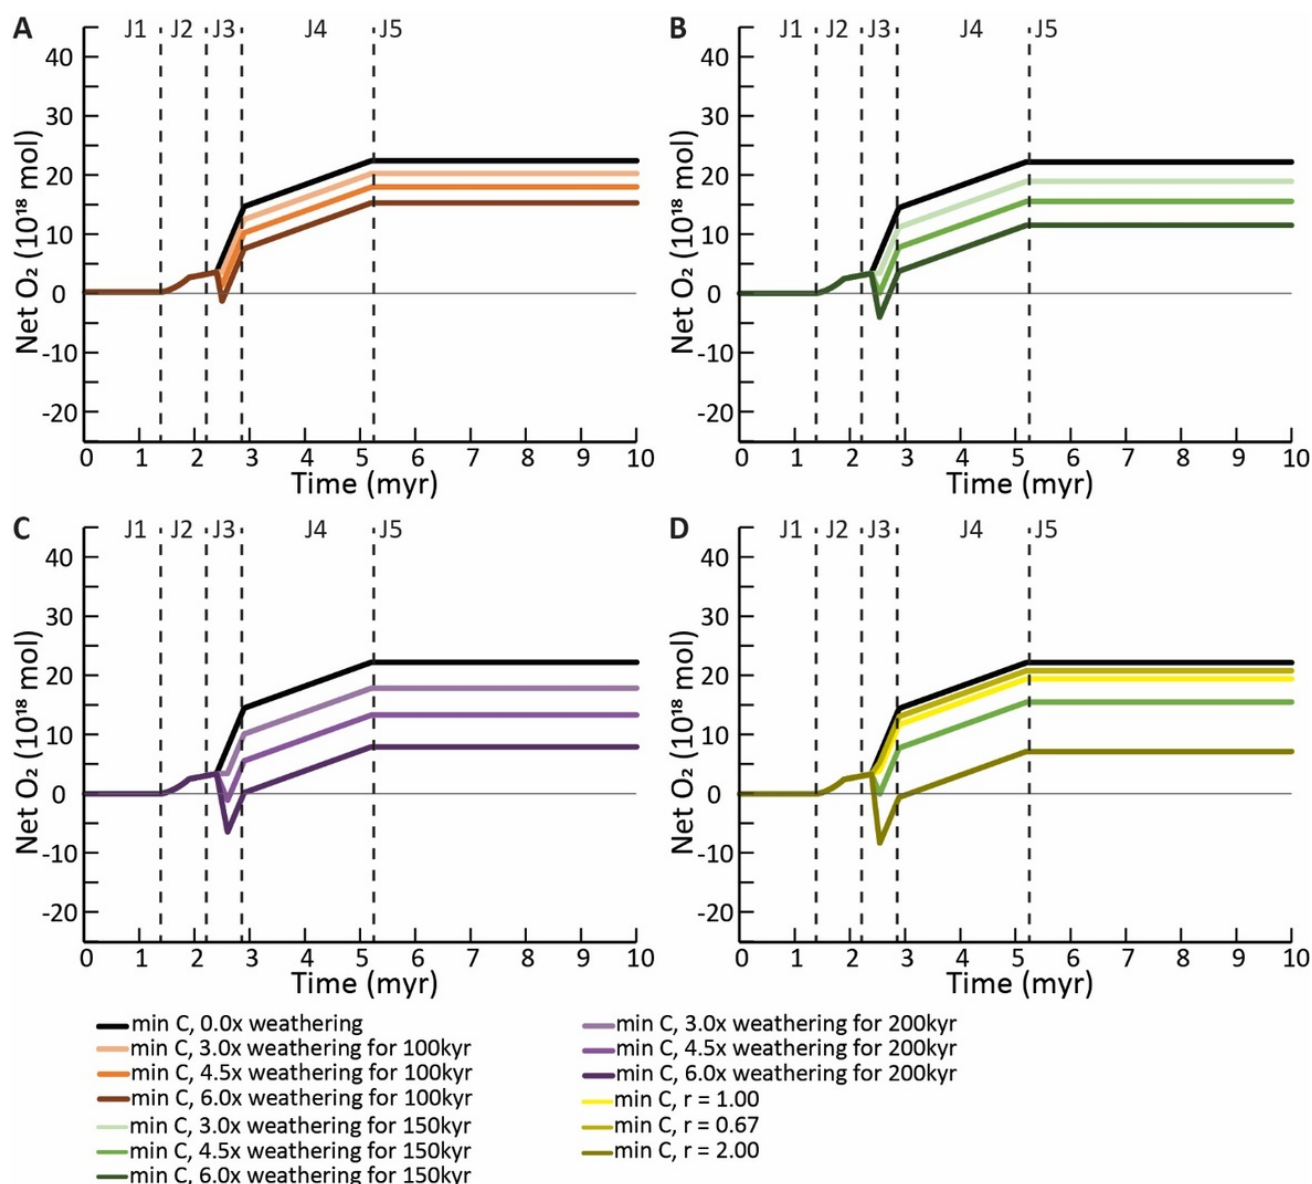 A J1 J2 J3 J4 J5
40
30
20
10
0
-10
-20
Net O₂ (10¹⁸ mol)
0 1 2 3 4 5 6 7 8 9 10
Time (myr)
B J1 J2 J3 J4 J5
40
30
20
10
0
-10
-20
Net O₂ (10¹⁸ mol)
0 1 2 3 4 5 6 7 8 9 10
Time (myr)
C J1 J2 J3 J4 J5
40
30
20
10
0
-10
-20
Net O₂ (10¹⁸ mol)
0 1 2 3 4 5 6 7 8 9 10
Time (myr)
D J1 J2 J3 J4 J5
40
30
20
10
0
-10
-20
Net O₂ (10¹⁸ mol)
0 1 2 3 4 5 6 7 8 9 10
Time (myr)
min C, 0.0x weathering
min C, 3.0x weathering for 100kyr
min C, 4.5x weathering for 100kyr
min C, 6.0x weathering for 100kyr
min C, 3.0x weathering for 150kyr
min C, 4.5x weathering for 150kyr
min C, 6.0x weathering for 150kyr
min C, 3.0x weathering for 200kyr
min C, 4.5x weathering for 200kyr
min C, 6.0x weathering for 200kyr
min C, r = 1.00
min C, r = 0.67
min C, r = 2.00